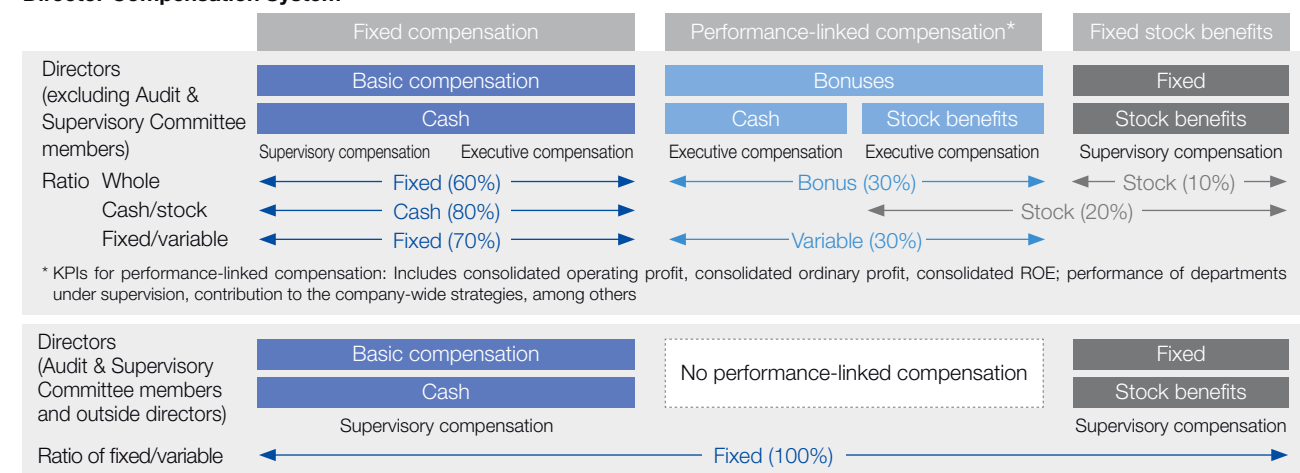 Director Compensation System
Fixed compensation Performance-linked compensation* Fixed stock benefits
Directors
(excluding Audit &
Supervisory Committee
members)
Basic compensation Bonuses Fixed
Cash Cash Stock benefits Stock benefits
Supervisory compensation Executive compensation Executive compensation Executive compensation Supervisory compensation
Ratio Whole Fixed (60%) Bonus (30%) Stock (10%)
Cash/stock Cash (80%) Stock (20%)
Fixed/variable Fixed (70%) Variable (30%)
* KPIs for performance-linked compensation: Includes consolidated operating profit, consolidated ordinary profit, consolidated ROE; performance of departments
under supervision, contribution to the company-wide strategies, among others
Directors
(Audit & Supervisory
Committee members
and outside directors)
Basic compensation No performance-linked compensation Fixed
Cash Stock benefits
Supervisory compensation Supervisory compensation
Ratio of fixed/variable Fixed (100%)